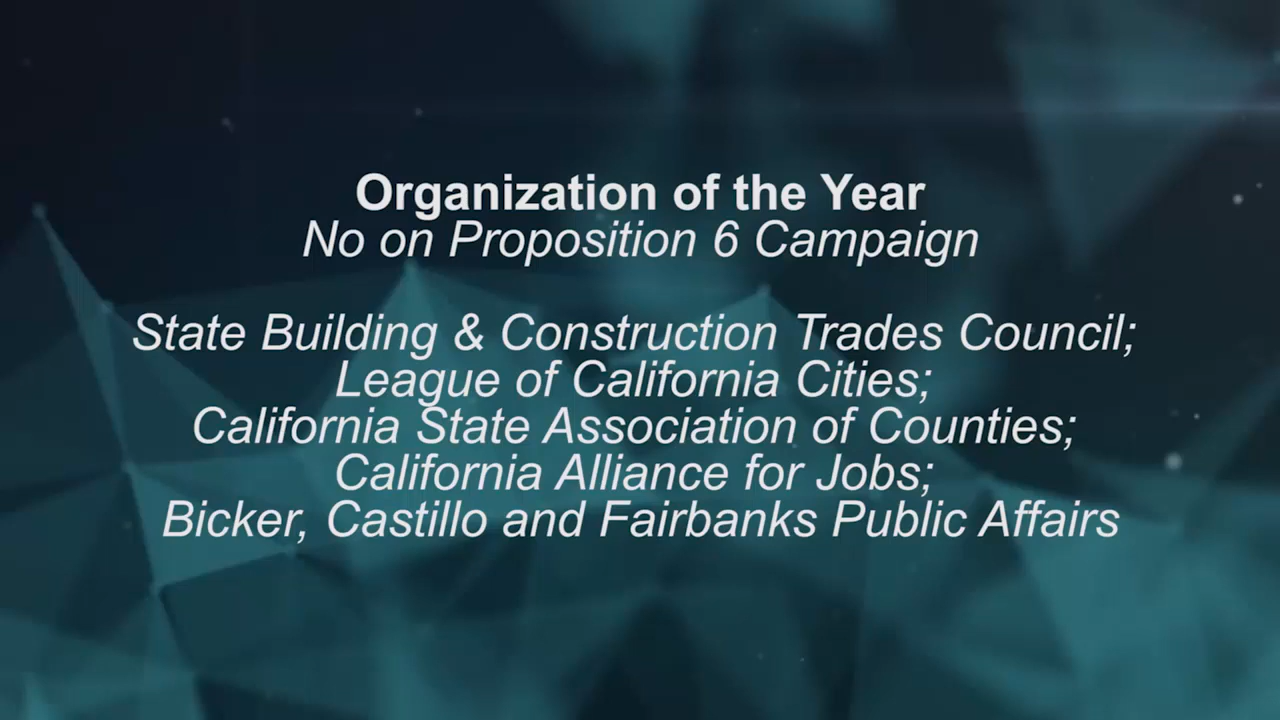 Organization of the Year
No on Proposition 6 Campaign
State Building & Construction Trades Council;
League of California Cities;
California State Association of Counties;
California Alliance for Jobs;
Bicker, Castillo and Fairbanks Public Affairs